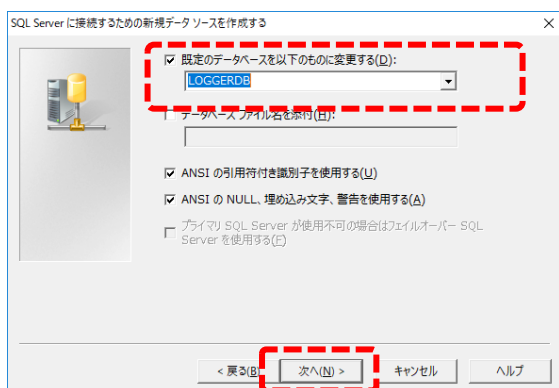 SQL Server に接続するための新規データ ソースを作成する
既定のデータベースを以下のものに変更する(D):
LOGGERDB
データベース ファイル名を添付(H):
ANSI の引用符付き識別子を使用する(U)
ANSI の NULL、埋め込み文字、警告を使用する(A)
プライマリ SQL Server が使用不可の場合はフェイルオーバー SQL
Server を使用する(F)
< 戻る(B) 次へ(N) > キャンセル ヘルプ